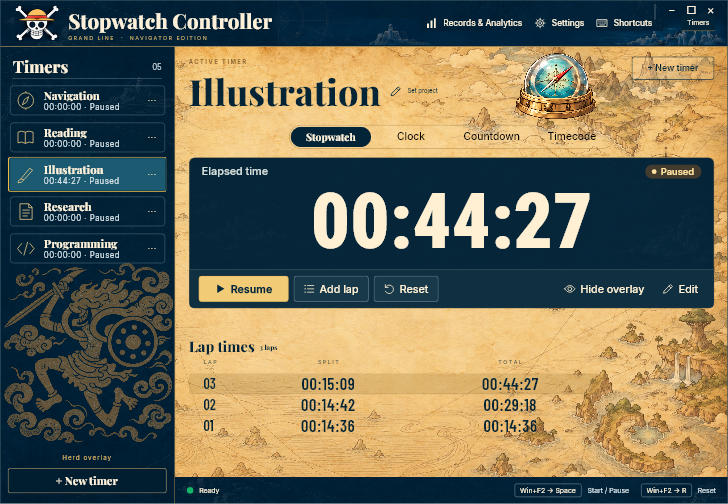 Stopwatch Controller
GRAND LINE · NAVIGATOR EDITION
Records & Analytics
Settings
Shortcuts
Timers
Timers
05
Navigation
00:00:00 · Paused
Reading
00:00:00 · Paused
Illustration
00:44:27 · Paused
Research
00:00:00 · Paused
Programming
00:00:00 · Paused
Herd overlay
+ New timer
ACTIVE TIMER
Illustration
Set project
+ New timer
Stopwatch
Clock
Countdown
Timecode
Elapsed time
Paused
00:44:27
Resume
Add lap
Reset
Hide overlay
Edit
Lap times 3 laps
LAP SPLIT TOTAL
03 00:15:09 00:44:27
02 00:14:42 00:29:18
01 00:14:36 00:14:36
Ready
Win+F2 → Space Start / Pause Win+F2 → R Reset